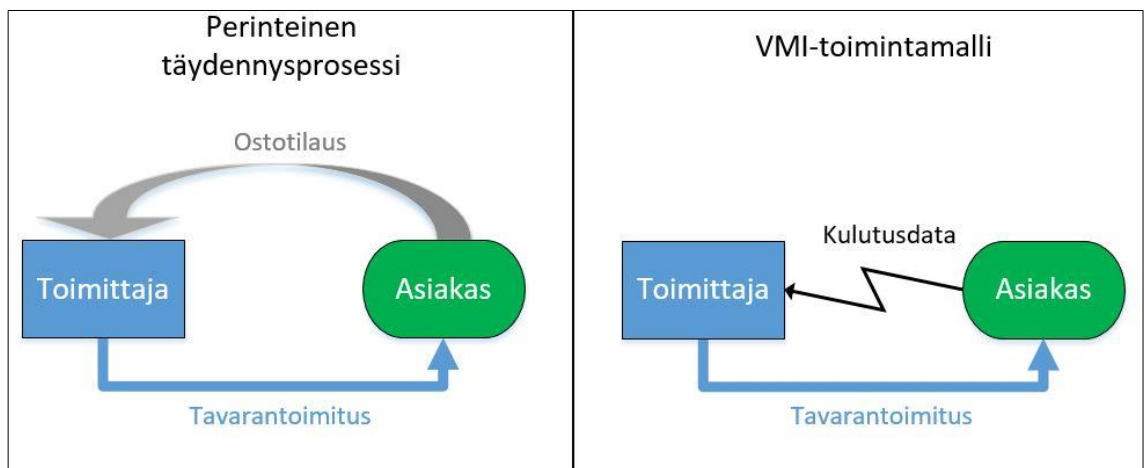 Perinteinen
täydennysprosessi
Ostotilaus
Toimittaja
Asiakas
Tavarantoimitus
VMI-toimintamalli
Kulutusdata
Toimittaja
Asiakas
Tavarantoimitus